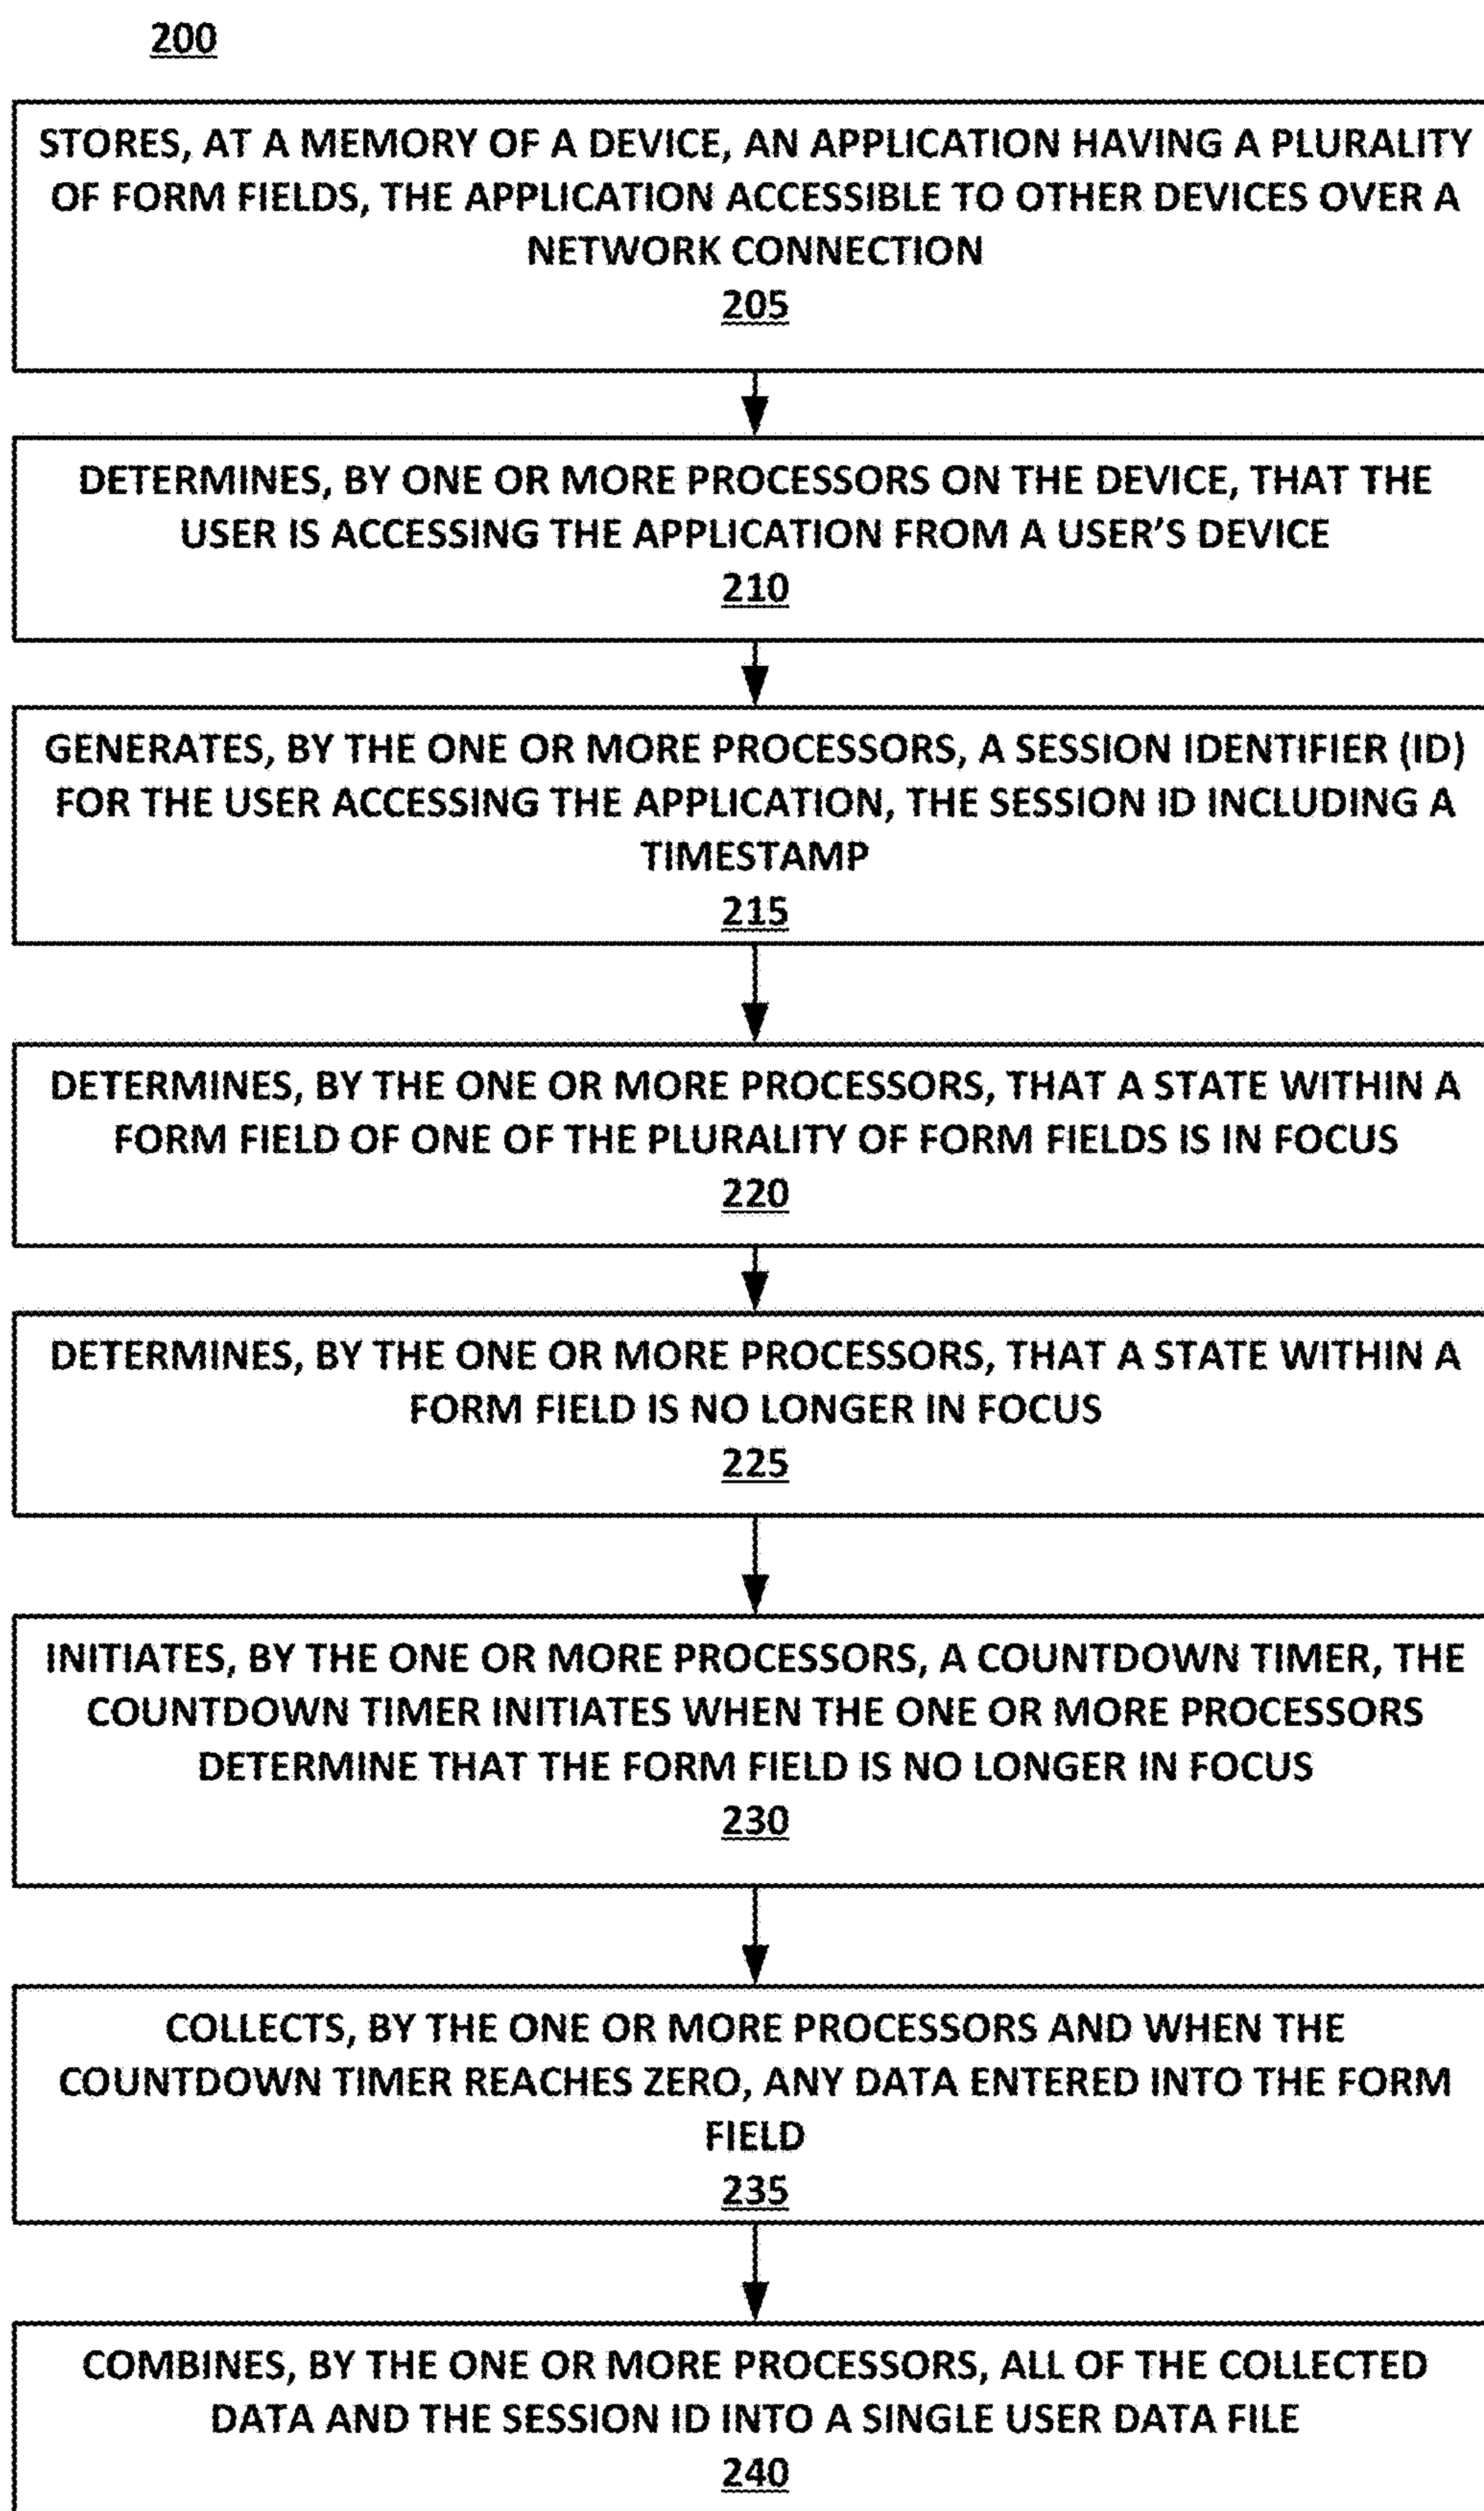 200
STORES, AT A MEMORY OF A DEVICE, AN APPLICATION HAVING A PLURALITY
OF FORM FIELDS, THE APPLICATION ACCESSIBLE TO OTHER DEVICES OVER A
NETWORK CONNECTION
205
DETERMINES, BY ONE OR MORE PROCESSORS ON THE DEVICE, THAT THE
USER IS ACCESSING THE APPLICATION FROM A USER'S DEVICE
210
GENERATES, BY THE ONE OR MORE PROCESSORS, A SESSION IDENTIFIER (ID)
FOR THE USER ACCESSING THE APPLICATION, THE SESSION ID INCLUDING A
TIMESTAMP
215
DETERMINES, BY THE ONE OR MORE PROCESSORS, THAT A STATE WITHIN A
FORM FIELD OF ONE OF THE PLURALITY OF FORM FIELDS IS IN FOCUS
220
DETERMINES, BY THE ONE OR MORE PROCESSORS, THAT A STATE WITHIN A
FORM FIELD IS NO LONGER IN FOCUS
225
INITIATES, BY THE ONE OR MORE PROCESSORS, A COUNTDOWN TIMER, THE
COUNTDOWN TIMER INITIATES WHEN THE ONE OR MORE PROCESSORS
DETERMINE THAT THE FORM FIELD IS NO LONGER IN FOCUS
230
COLLECTS, BY THE ONE OR MORE PROCESSORS AND WHEN THE
COUNTDOWN TIMER REACHES ZERO, ANY DATA ENTERED INTO THE FORM
FIELD
235
COMBINES, BY THE ONE OR MORE PROCESSORS, ALL OF THE COLLECTED
DATA AND THE SESSION ID INTO A SINGLE USER DATA FILE
240